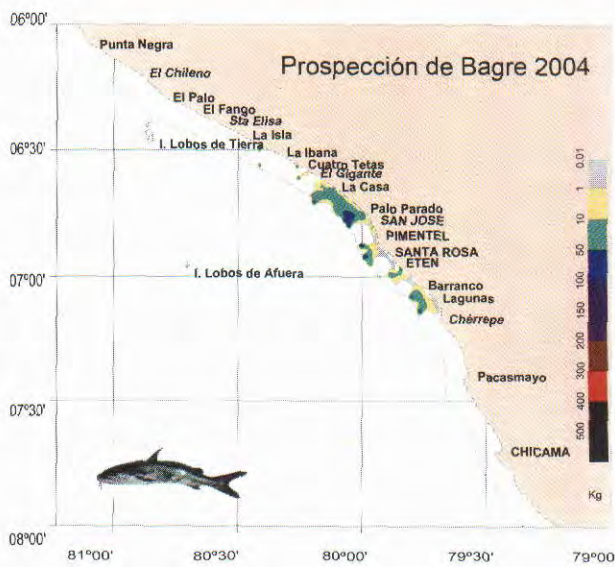 06°00'
Punta Negra
Prospección de Bagre 2004
El Chileno
El Palo
El Fango
Sta Elisa
La Isla
06°30'
I. Lobos de Tierra
La Ibana
Cuatro Tetas
El Gigante
La Casa
Palo Parado
SAN JOSE
PIMENTEL
SANTA ROSA
ETEN
07°00'
I. Lobos de Afuera
Barranco
Lagunas
Chérrepe
Pacasmayo
07°30'
CHICAMA
08°00'
81°00'
80°30'
80°00'
79°30'
79°00'
0.01
1
10
50
100
150
200
300
400
500
Kg